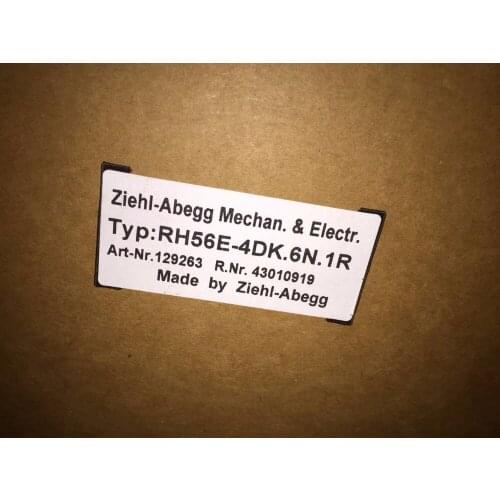 Ziehl-Abegg Mechan. & Electr.
Typ:RH56E-4DK.6N.1R
Art-Nr.129263 R.Nr. 43010919
Made by Ziehl-Abegg